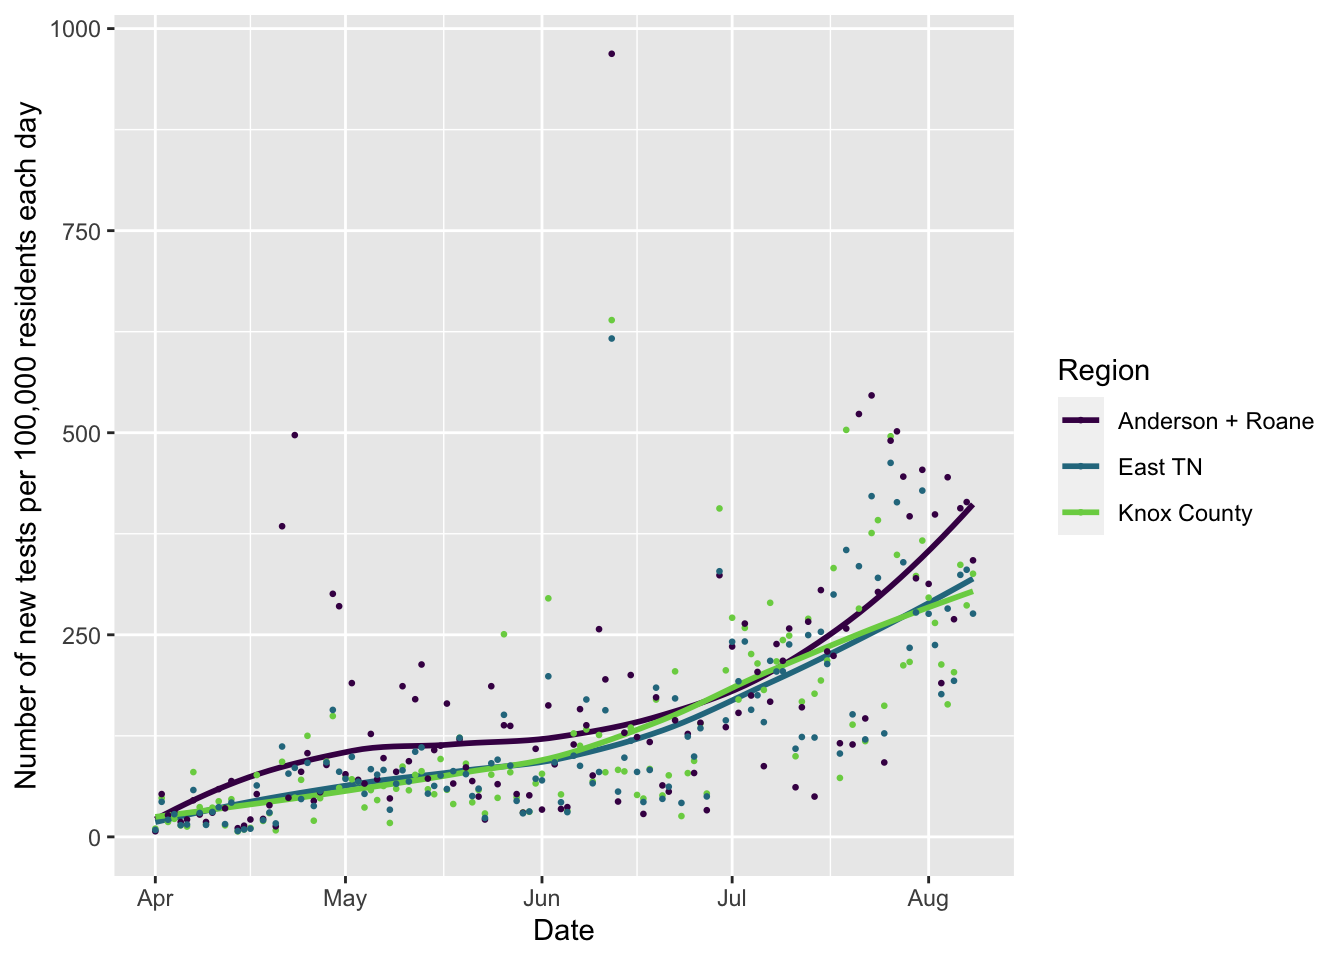 Number of new tests per 100,000 residents each day
1000
750
500
250
0
Apr
May
Jun
Jul
Aug
Date
Region
Anderson + Roane
East TN
Knox County